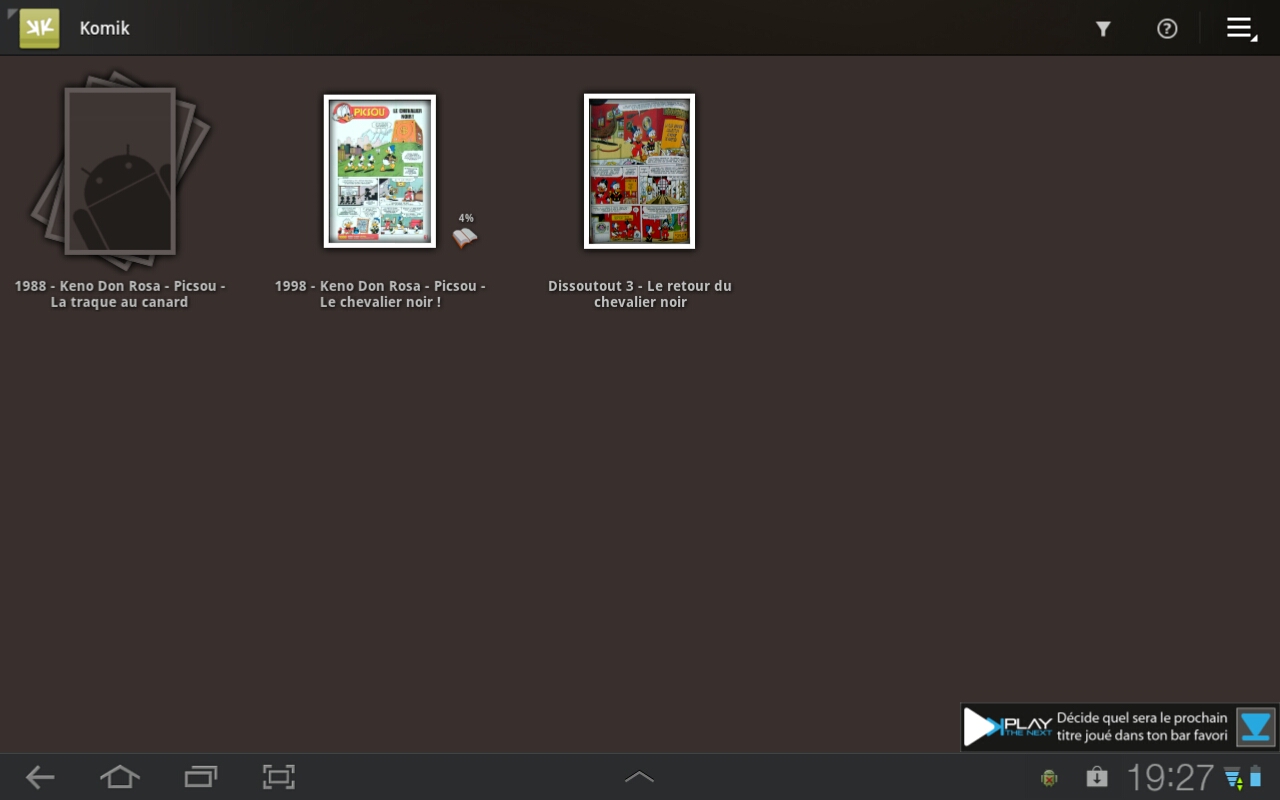 Komik
PICSOU
LE CHEVALIER
NOIR!
4%
1988 - Keno Don Rosa - Picsou -
La traque au canard
1998 - Keno Don Rosa - Picsou -
Le chevalier noir !
Dissoutout 3 - Le retour du
chevalier noir
PLAY
THE NEXT
Décide quel sera le prochain
titre joué dans ton bar favori
19:27